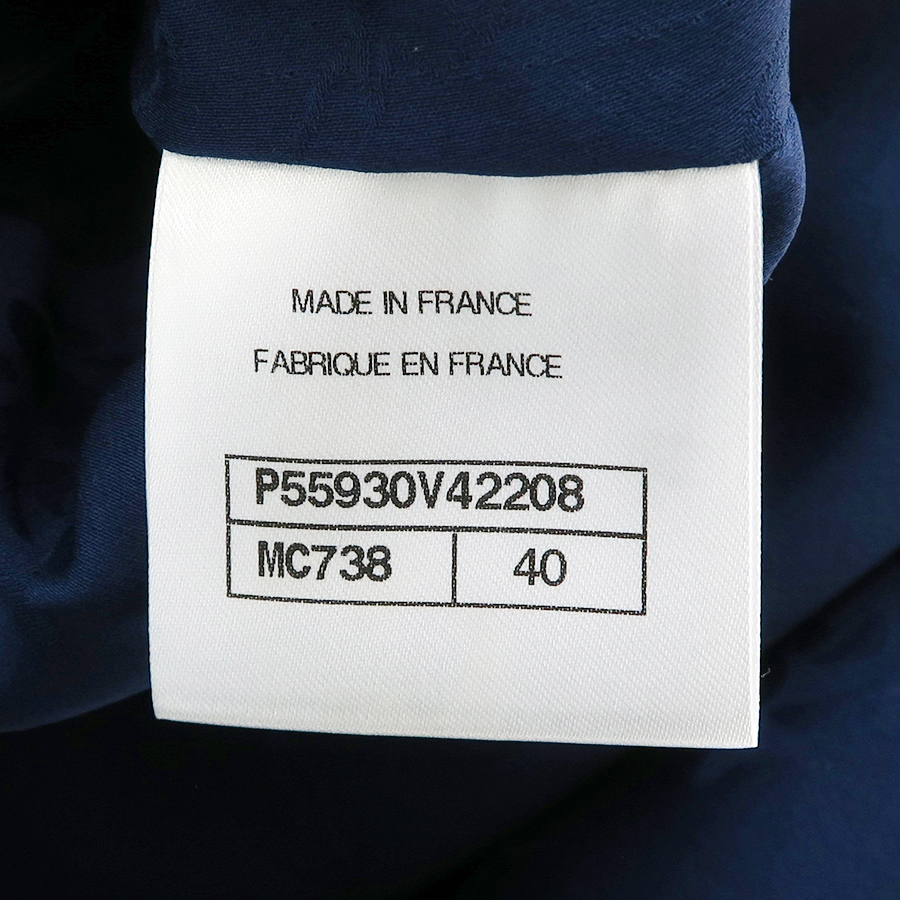 MADE IN FRANCE
FABRIQUE EN FRANCE
P55930V42208
MC738 40